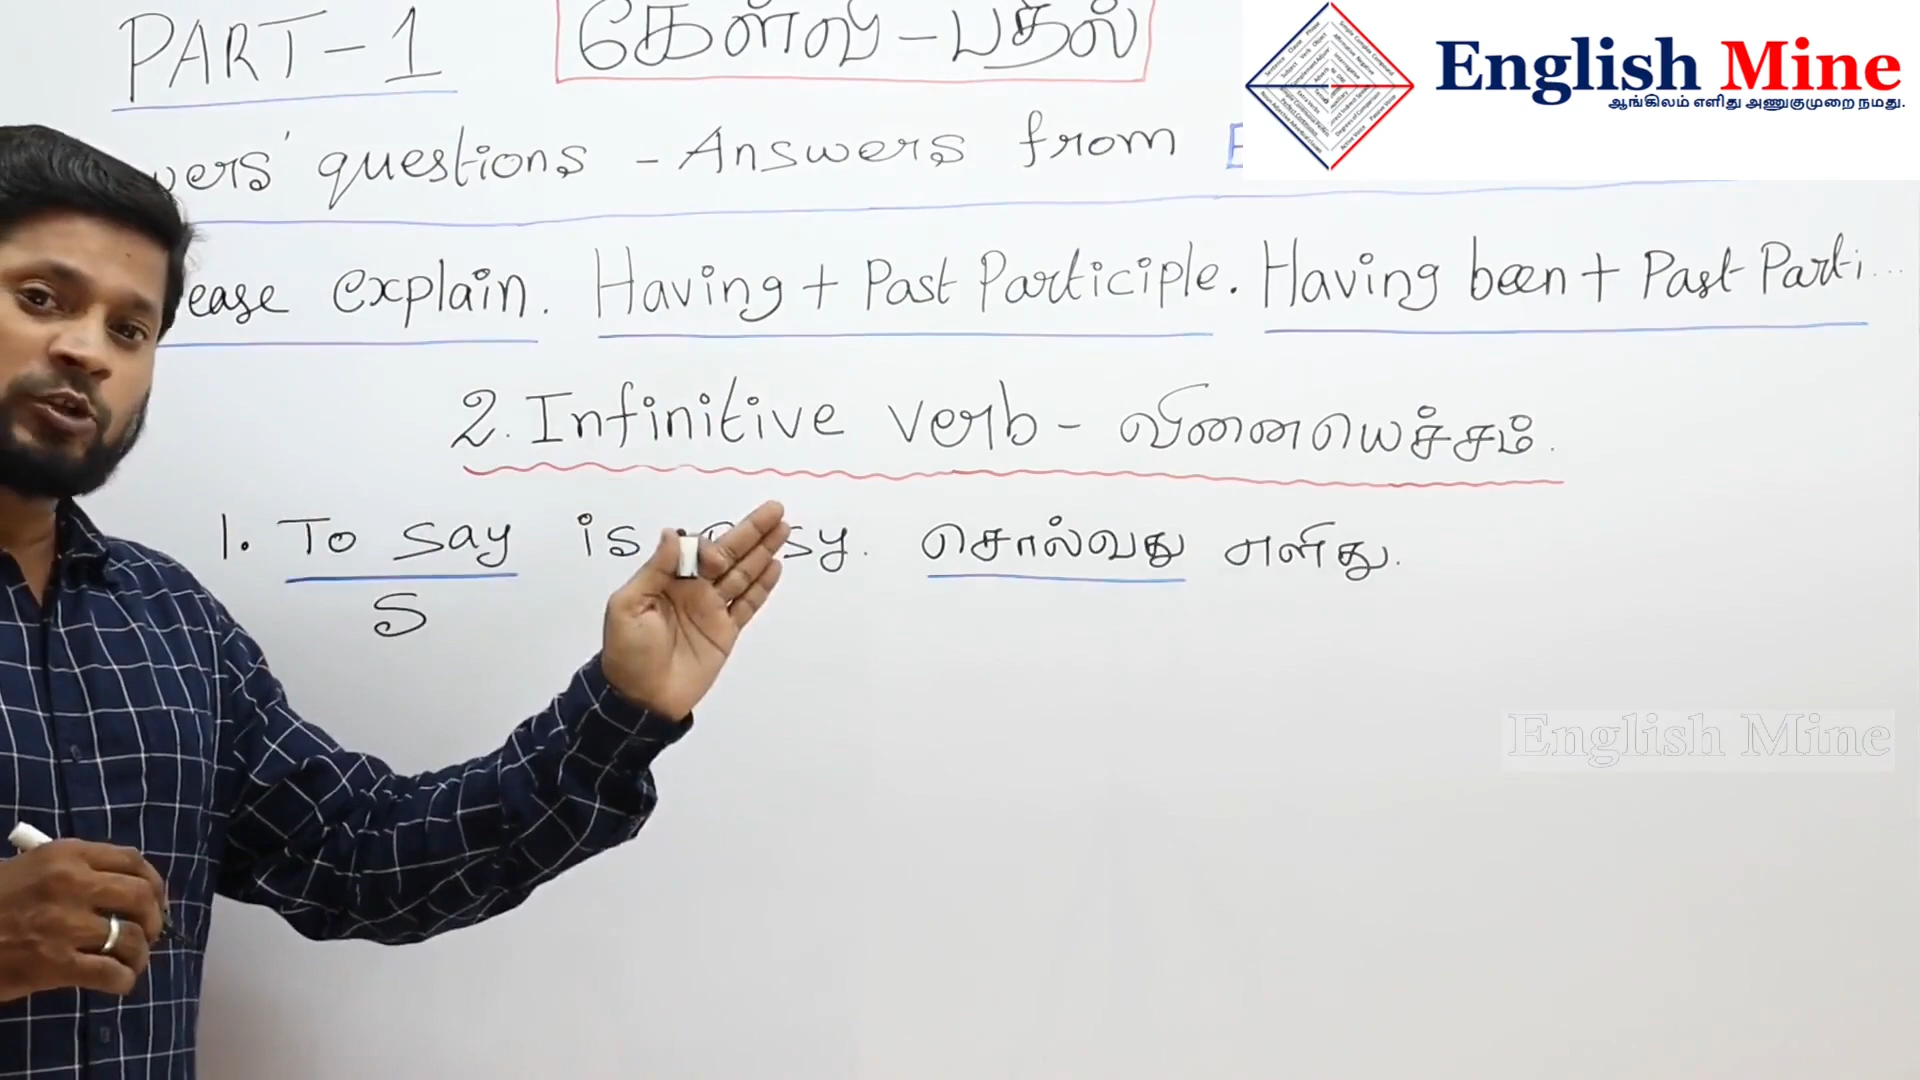 PART-1 கேள்வி-பதில்
English Mine
ஆங்கிலம் எளிது அணுகுமுறை நமது.
questions - Answers from
explain. Having + Past Participle. Having been + Past Parti...
2. Infinitive verb - வினையெச்சம்.
1. To say is சொல்வது எளிது.
S
English Mine